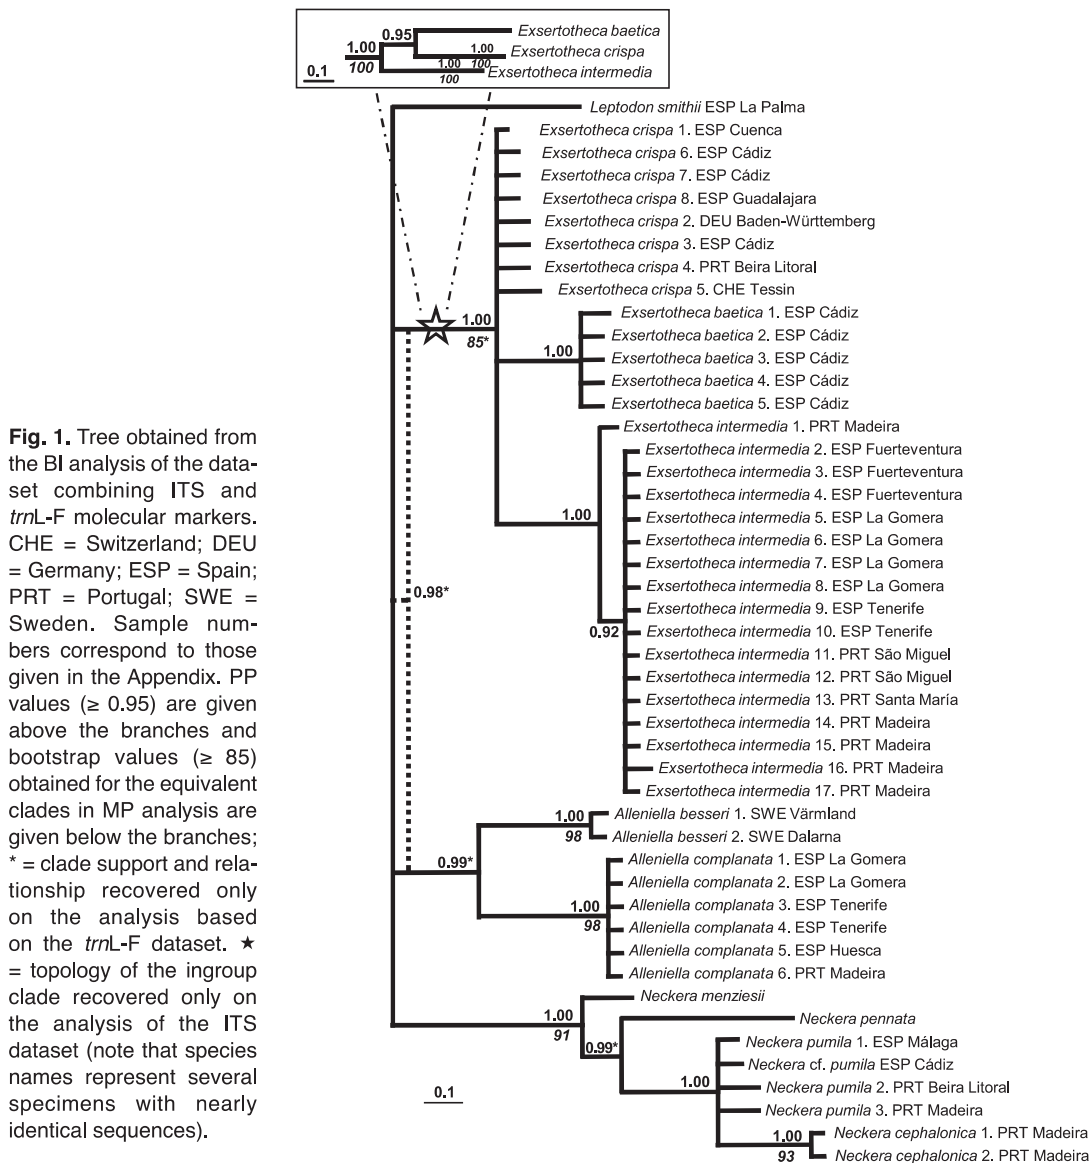 Exsertotheca baetica
0.95
1.00
1.00
Exsertotheca crispa
100
100
1.00
0.1
100
Exsertotheca intermedia
Leptodon smithii ESP La Palma
Exsertotheca crispa 1. ESP Cuenca
Exsertotheca crispa 6. ESP Cádiz
Exsertotheca crispa 7. ESP Cádiz
Exsertotheca crispa 8. ESP Guadalajara
Exsertotheca crispa 2. DEU Baden-Württemberg
Exsertotheca crispa 3. ESP Cádiz
Exsertotheca crispa 4. PRT Beira Litoral
Exsertotheca crispa 5. CHE Tessin
1.00
85*
Exsertotheca baetica 1. ESP Cádiz
Exsertotheca baetica 2. ESP Cádiz
1.00
Exsertotheca baetica 3. ESP Cádiz
Exsertotheca baetica 4. ESP Cádiz
Exsertotheca baetica 5. ESP Cádiz
Exsertotheca intermedia 1. PRT Madeira
Exsertotheca intermedia 2. ESP Fuerteventura
Exsertotheca intermedia 3. ESP Fuerteventura
Exsertotheca intermedia 4. ESP Fuerteventura
1.00
Exsertotheca intermedia 5. ESP La Gomera
Exsertotheca intermedia 6. ESP La Gomera
Exsertotheca intermedia 7. ESP La Gomera
Exsertotheca intermedia 8. ESP La Gomera
0.98*
Exsertotheca intermedia 9. ESP Tenerife
0.92
Exsertotheca intermedia 10. ESP Tenerife
Exsertotheca intermedia 11. PRT São Miguel
Exsertotheca intermedia 12. PRT São Miguel
Exsertotheca intermedia 13. PRT Santa María
Exsertotheca intermedia 14. PRT Madeira
Exsertotheca intermedia 15. PRT Madeira
Exsertotheca intermedia 16. PRT Madeira
Exsertotheca intermedia 17. PRT Madeira
1.00
98
Alleniella besseri 1. SWE Värmland
Alleniella besseri 2. SWE Dalarna
0.99*
Alleniella complanata 1. ESP La Gomera
Alleniella complanata 2. ESP La Gomera
1.00
98
Alleniella complanata 3. ESP Tenerife
Alleniella complanata 4. ESP Tenerife
Alleniella complanata 5. ESP Huesca
Alleniella complanata 6. PRT Madeira
Neckera menziesii
1.00
91
Neckera pennata
0.99*
Neckera pumila 1. ESP Málaga
Neckera cf. pumila ESP Cádiz
1.00
Neckera pumila 2. PRT Beira Litoral
0.1
Neckera pumila 3. PRT Madeira
1.00
93
Neckera cephalonica 1. PRT Madeira
Neckera cephalonica 2. PRT Madeira
Fig. 1. Tree obtained from
the BI analysis of the data-
set combining ITS and
trnL-F molecular markers.
CHE = Switzerland; DEU
= Germany; ESP = Spain;
PRT = Portugal; SWE =
Sweden. Sample num-
bers correspond to those
given in the Appendix. PP
values (≥ 0.95) are given
above the branches and
bootstrap values (≥ 85)
obtained for the equivalent
clades in MP analysis are
given below the branches;
* = clade support and rela-
tionship recovered only
on the analysis based
on the trnL-F dataset. ★
= topology of the ingroup
clade recovered only on
the analysis of the ITS
dataset (note that species
names represent several
specimens with nearly
identical sequences).